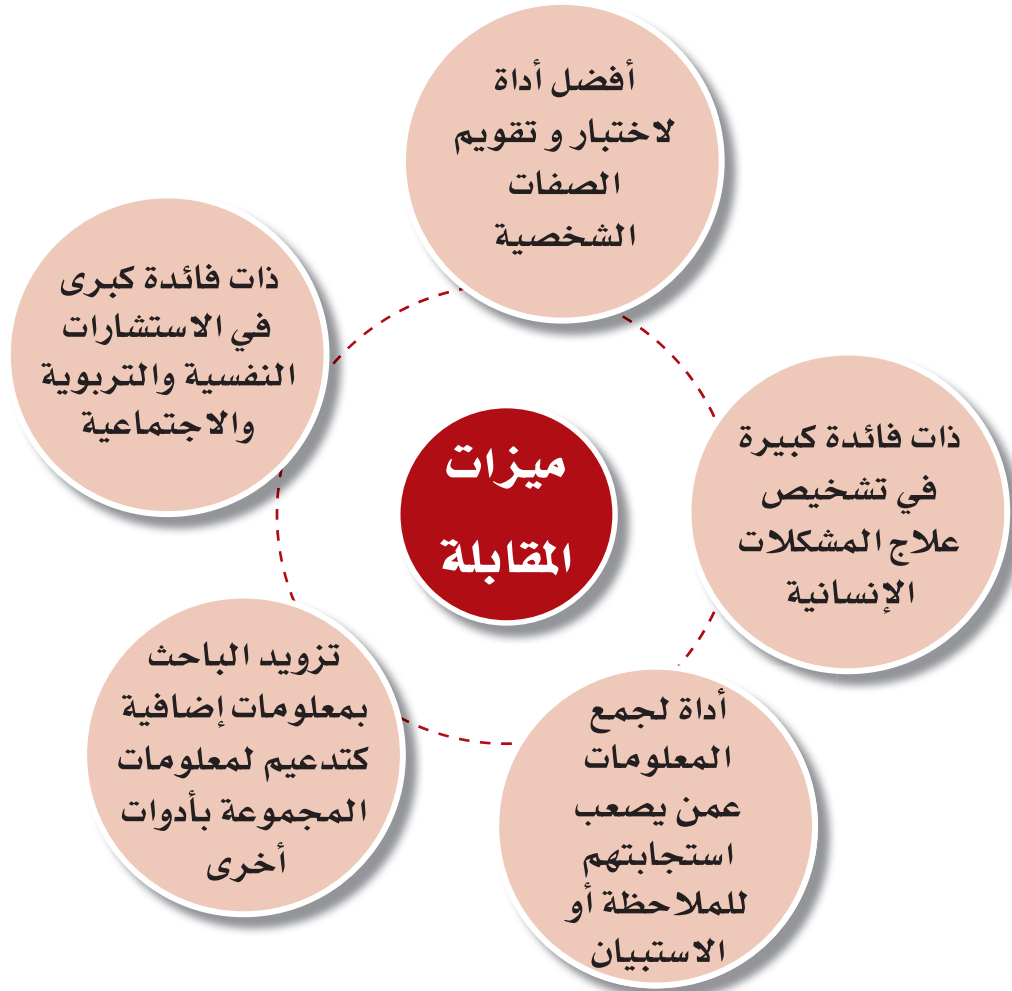 ميزات
المقابلة
أفضل أداة
لاختبار و تقويم
الصفات
الشخصية
ذات فائدة كبيرة
في تشخيص
علاج المشكلات
الإنسانية
أداة لجمع
المعلومات
عمن يصعب
استجابتهم
للملاحظة أو
الاستبيان
تزويد الباحث
بمعلومات إضافية
كتدعيم لمعلومات
المجموعة بأدوات
أخرى
ذات فائدة كبرى
في الاستشارات
النفسية والتربوية
والاجتماعية